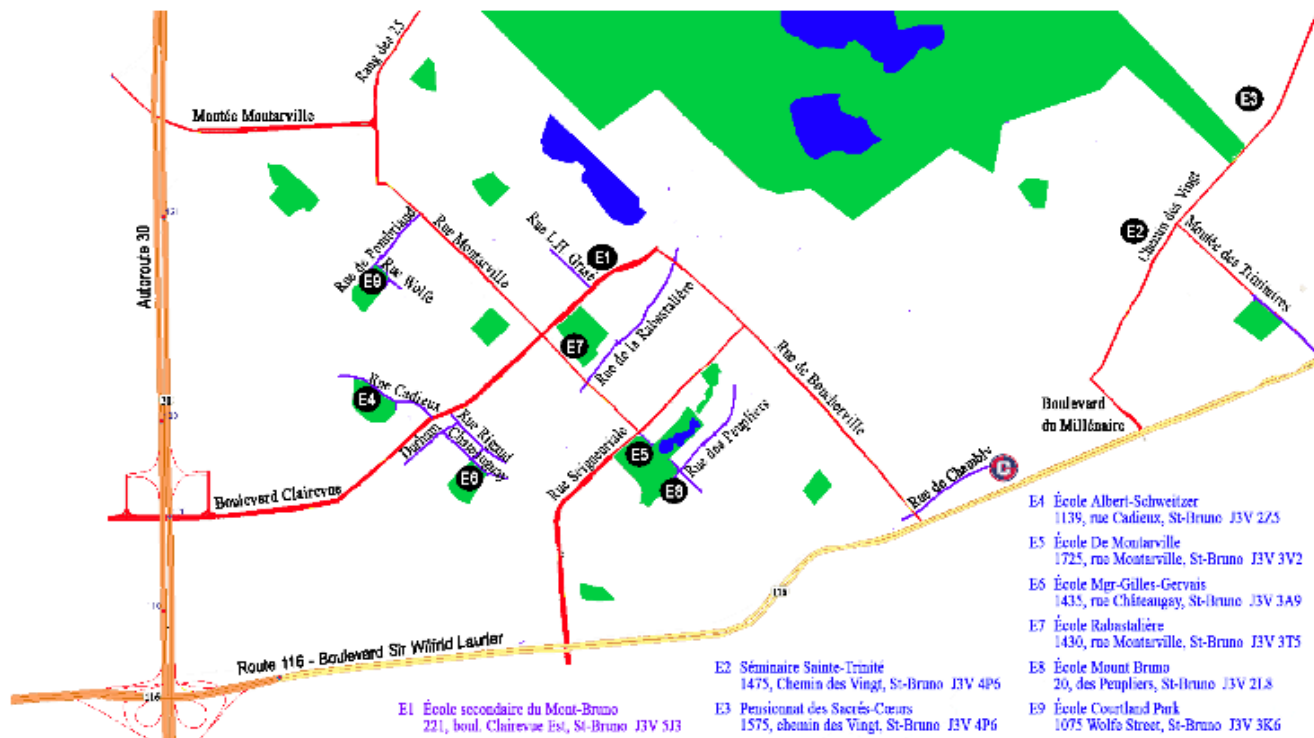 Rang des 25
Montée Montarville
E3
Chemin des Vingt
E2
Montée des Trinitaires
121
Autoroute 30
Rue de Pontbriand
Rue Montarville
Rue L.H. Grisé
E1
E9
Rue Wolfe
Rue de la Rabastalière
E7
Rue de Boucherville
Rue Cadieux
E4
Boulevard
du Millénaire
Rue Rigaud
Durham
Chateauguay
Rue des Peupliers
E5
Rue Seigneuriale
E6
E8
Rue de Chambly
C
Boulevard Clairevue
116
Route 116 - Boulevard Sir Wilfrid Laurier
116
E1 École secondaire du Mont-Bruno
221, boul. Clairevue Est, St-Bruno J3V 5J3
E2 Séminaire Sainte-Trinité
1475, Chemin des Vingt, St-Bruno J3V 4P6
E3 Pensionnat des Sacrés-Cœurs
1575, chemin des Vingt, St-Bruno J3V 4P6
E4 École Albert-Schweitzer
1139, rue Cadieux, St-Bruno J3V 2Z5
E5 École De Montarville
1725, rue Montarville, St-Bruno J3V 3V2
E6 École Mgr-Gilles-Gervais
1435, rue Châteaugay, St-Bruno J3V 3A9
E7 École Rabastalière
1430, rue Montarville, St-Bruno J3V 3T5
E8 École Mount Bruno
20, des Peupliers, St-Bruno J3V 2L8
E9 École Courtland Park
1075 Wolfe Street, St-Bruno J3V 3K6